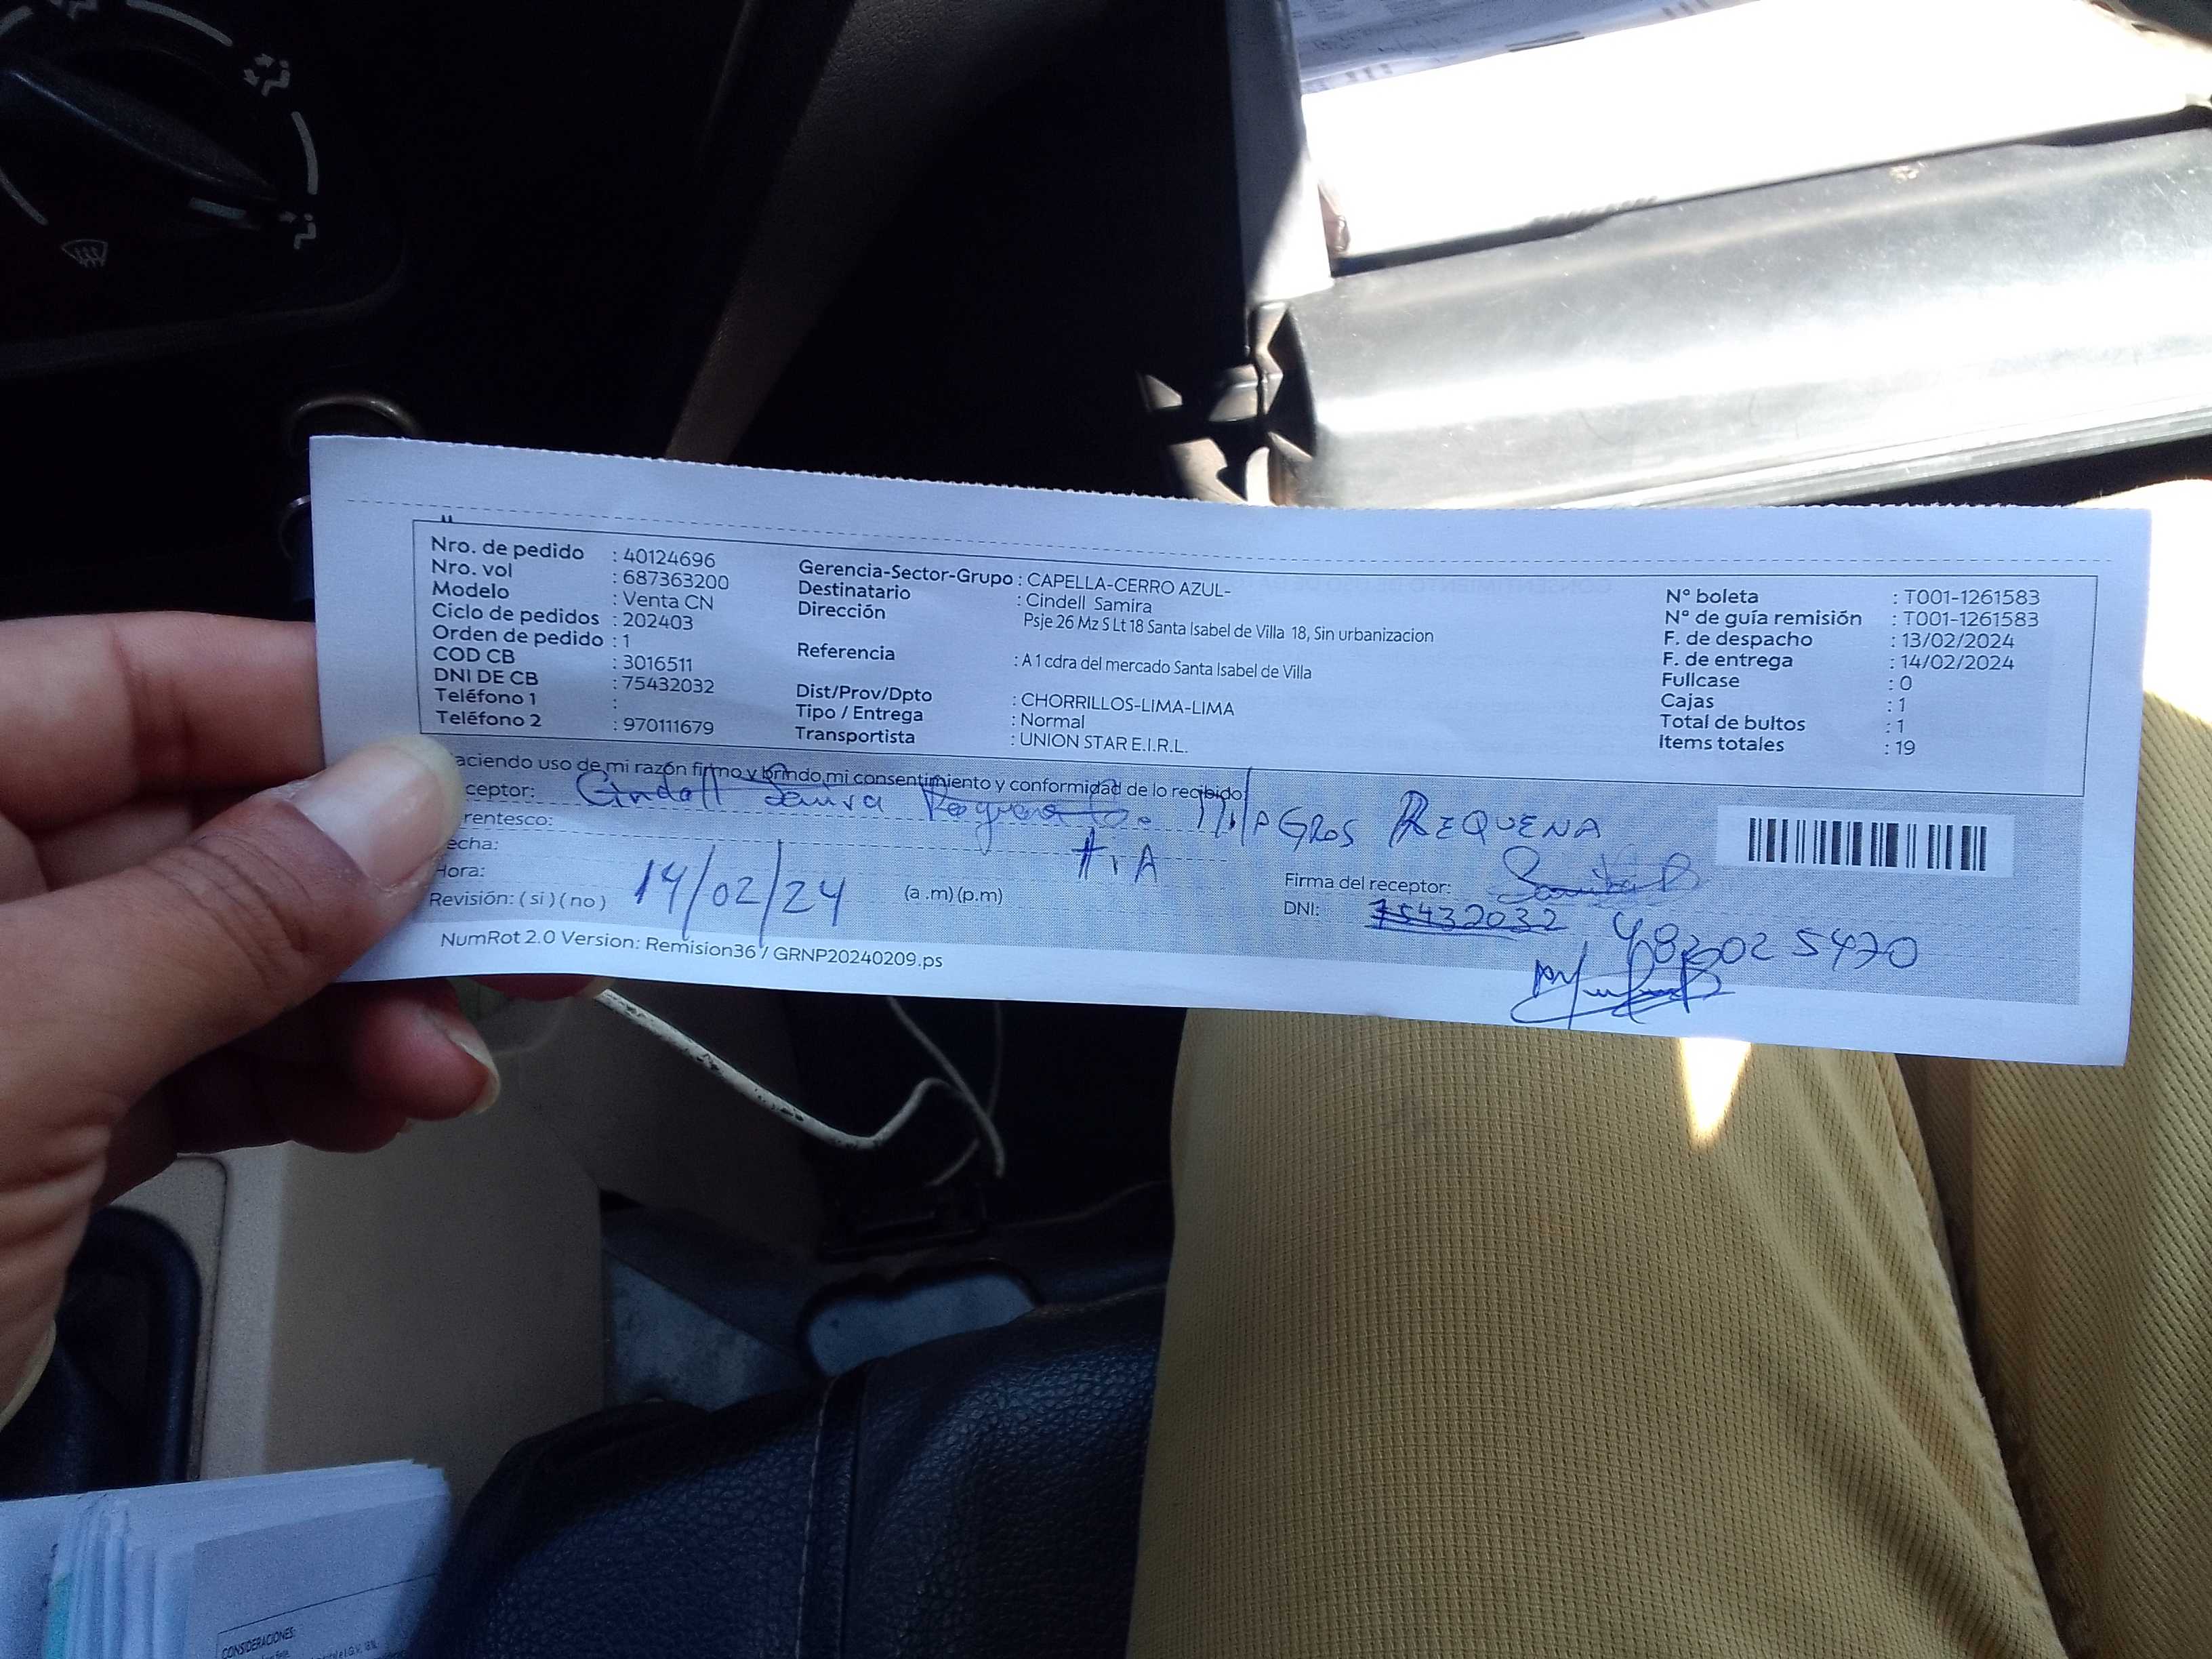 Nro. de pedido : 40124696
Nro. vol : 687363200
Modelo : Venta CN
Ciclo de pedidos : 202403
Orden de pedido : 1
COD CB : 3016511
DNI DE CB : 75432032
Teléfono 1 :
Teléfono 2 : 970111679
Gerencia-Sector-Grupo : CAPELLA-CERRO AZUL-
Destinatario : Cindell Samira
Dirección Psje 26 Mz S Lt 18 Santa Isabel de Villa 18, Sin urbanizacion
Referencia : A 1 cdra del mercado Santa Isabel de Villa
Dist/Prov/Dpto : CHORRILLOS-LIMA-LIMA
Tipo / Entrega : Normal
Transportista : UNION STAR E.I.R.L.
N° boleta : T001-1261583
N° de guía remisión : T001-1261583
F. de despacho : 13/02/2024
F. de entrega : 14/02/2024
Fullcase : 0
Cajas : 1
Total de bultos : 1
Items totales : 19
aciendo uso de mi razón firmo y brindo mi consentimiento y conformidad de lo recibido
ceptor: Cindell MILAGROS REQUENA
rentesco: TIA
echa: 14/02/24
Hora: (a .m) (p.m)
Revisión: ( si ) ( no )
Firma del receptor:
DNI: 75432032
NumRot 2.0 Version: Remision36 / GRNP20240209.ps
CONSIDERACIONES: